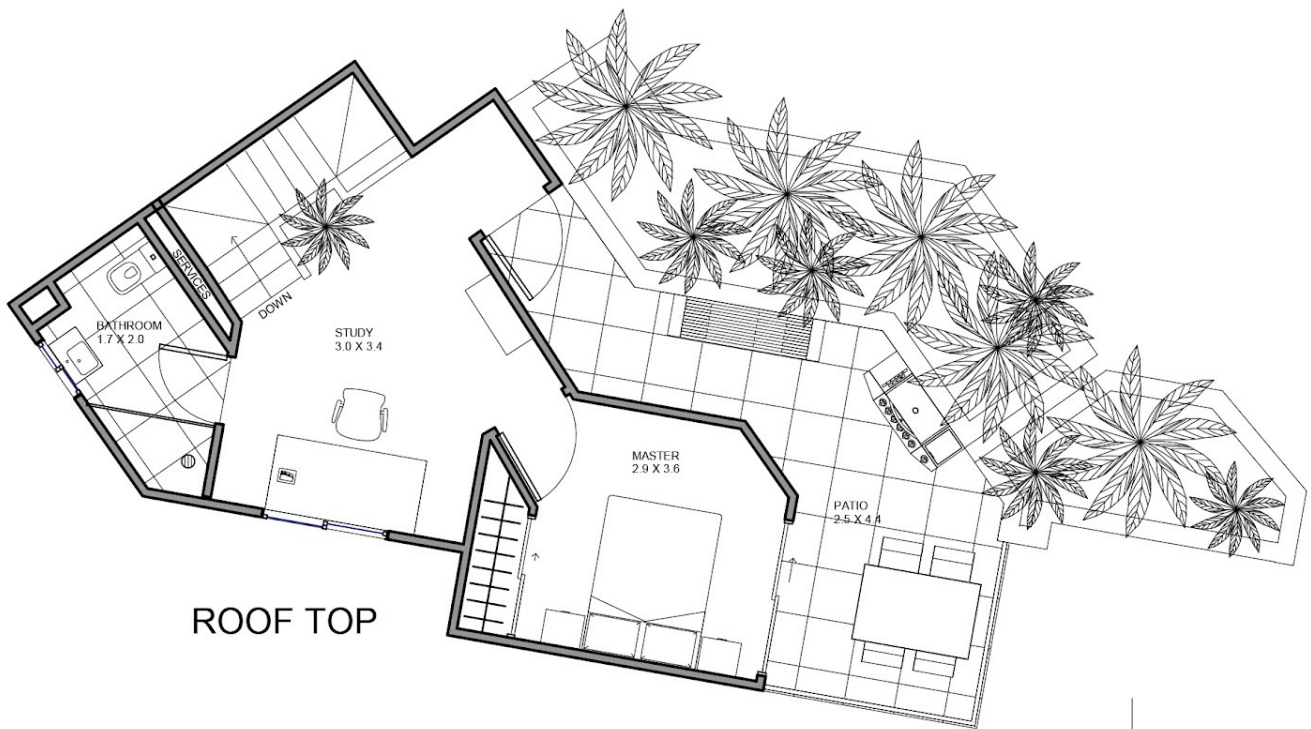 SERVICES
DOWN
BATHROOM
1.7 X 2.0
STUDY
3.0 X 3.4
MASTER
2.9 X 3.6
PATIO
2.5 X 4.4
ROOF TOP